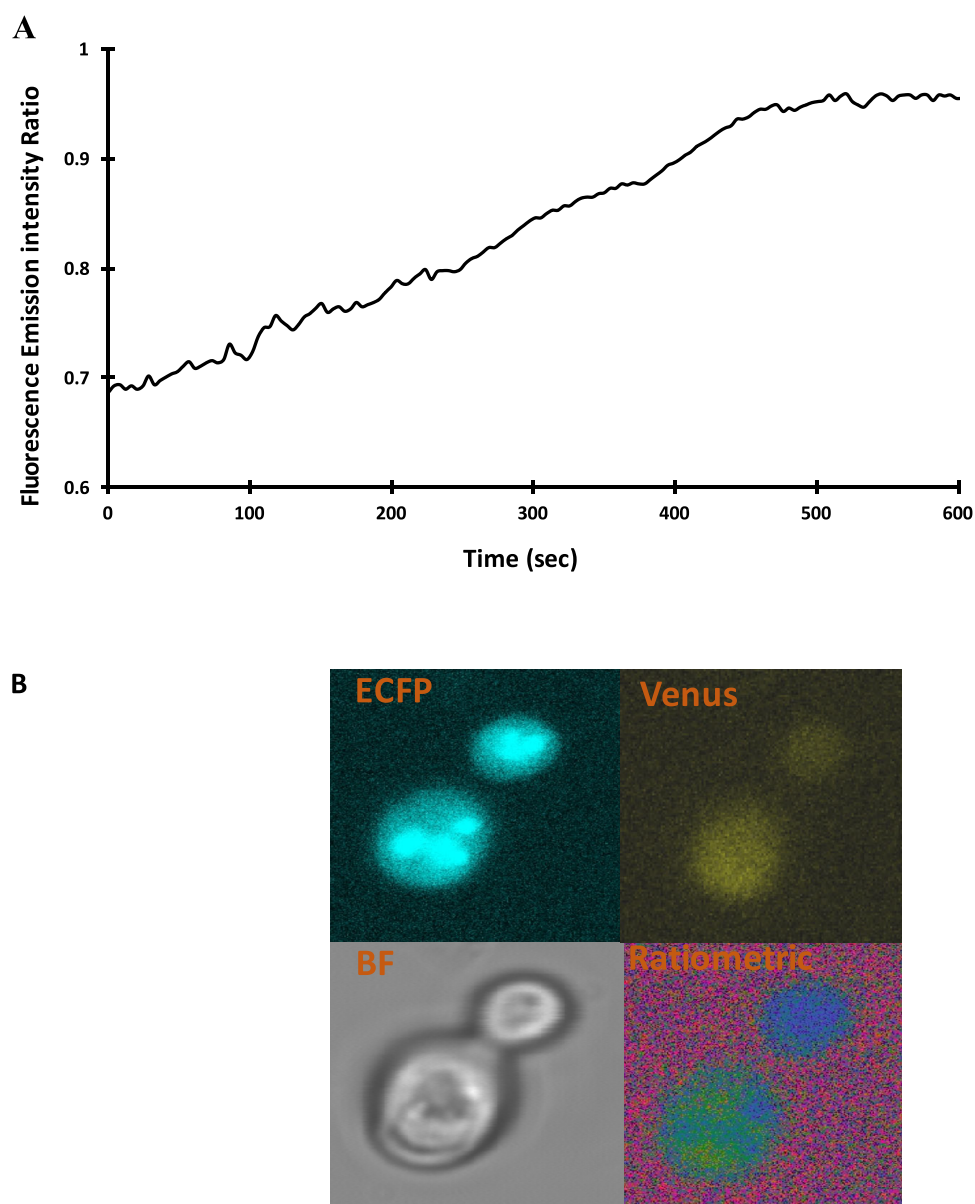 A
Fluorescence Emission intensity Ratio
1
0.9
0.8
0.7
0.6
0
100
200
300
400
500
600
Time (sec)
B
ECFP
Venus
BF
Ratiometric